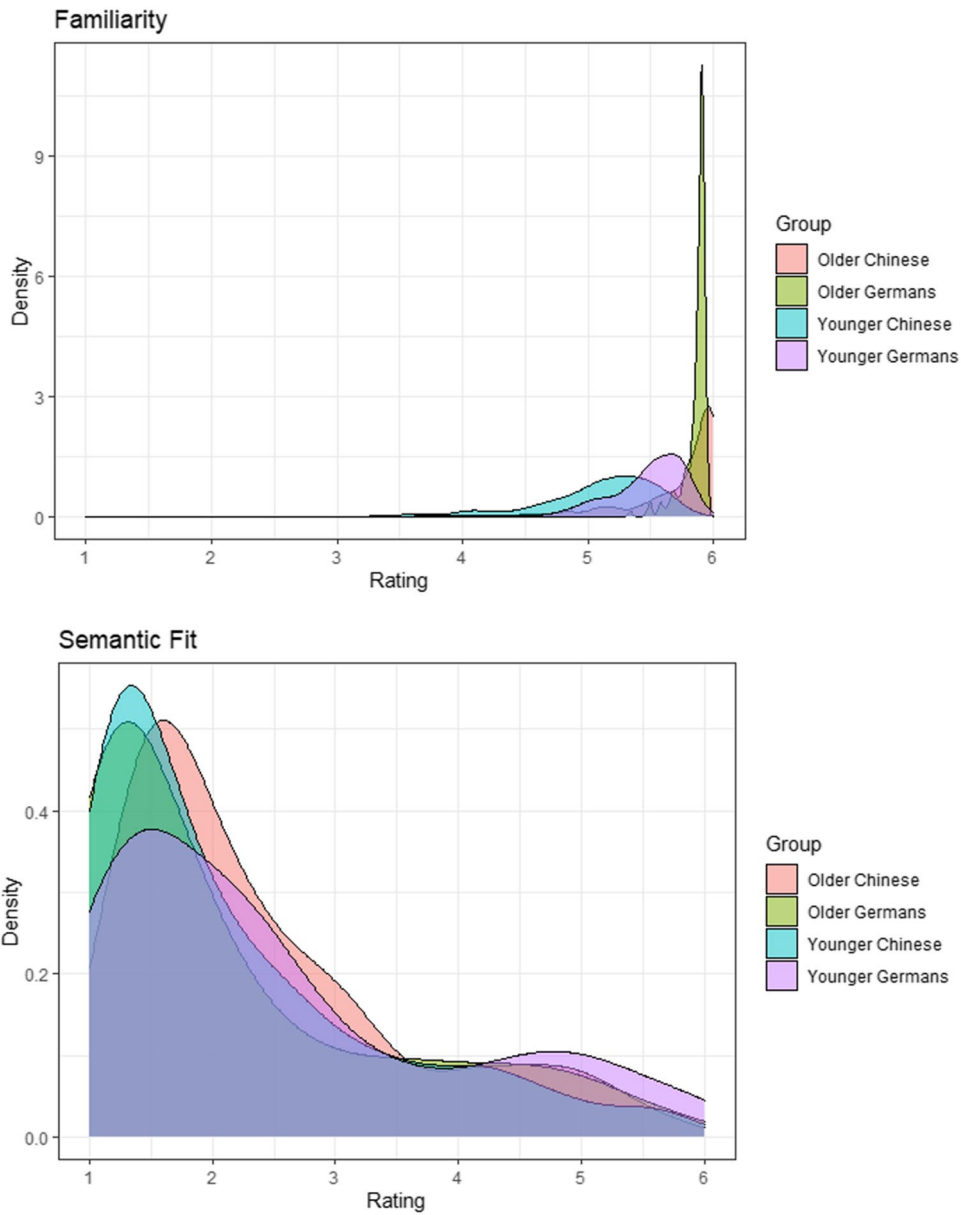 Familiarity
9
6
3
0
Density
1 2 3 4 5 6
Rating
Group
Older Chinese
Older Germans
Younger Chinese
Younger Germans
Semantic Fit
0.4
0.2
0.0
Density
1 2 3 4 5 6
Rating
Group
Older Chinese
Older Germans
Younger Chinese
Younger Germans